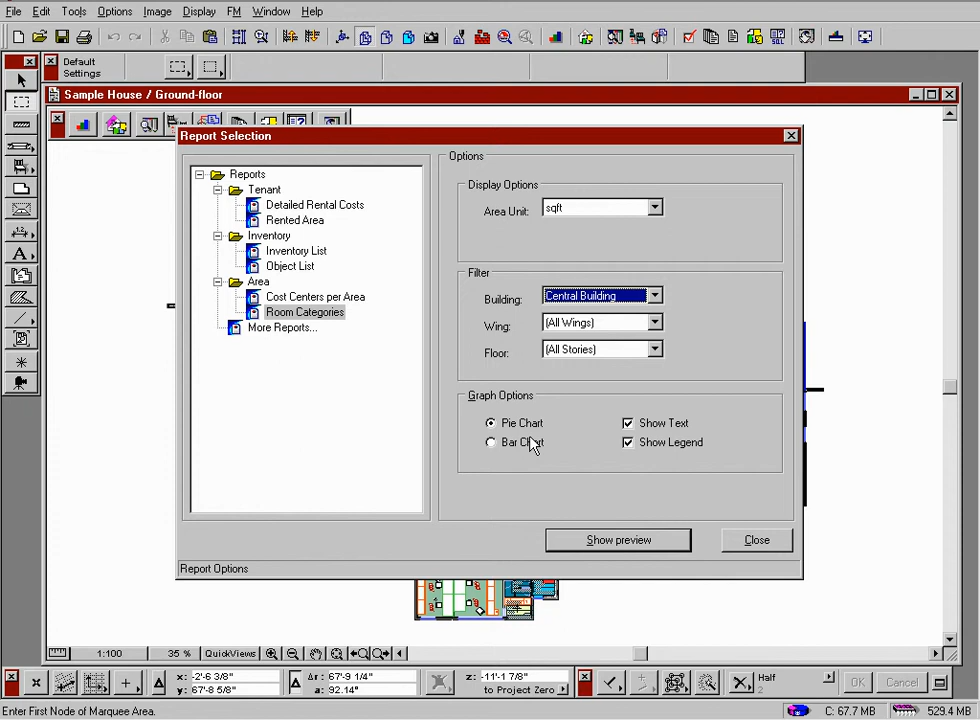 File Edit Tools Options Image Display FM Window Help
Default
Settings
Sample House / Ground-floor
Report Selection
Reports
Tenant
Detailed Rental Costs
Rented Area
Inventory
Inventory List
Object List
Area
Cost Centers per Area
Room Categories
More Reports...
Options
Display Options
Area Unit: sqft
Filter
Building: Central Building
Wing: (All Wings)
Floor: (All Stories)
Graph Options
Pie Chart Show Text
Bar Chart Show Legend
Show preview Close
Report Options
1:100 35 % QuickViews
x: -2'-6 3/8" Δr: 67'-9 1/4" z: -11'-1 7/8" Half
y: 67'-8 5/8" a: 92.14° to Project Zero 2 OK Cancel
Enter First Node of Marquee Area. C: 67.7 MB 529.4 MB